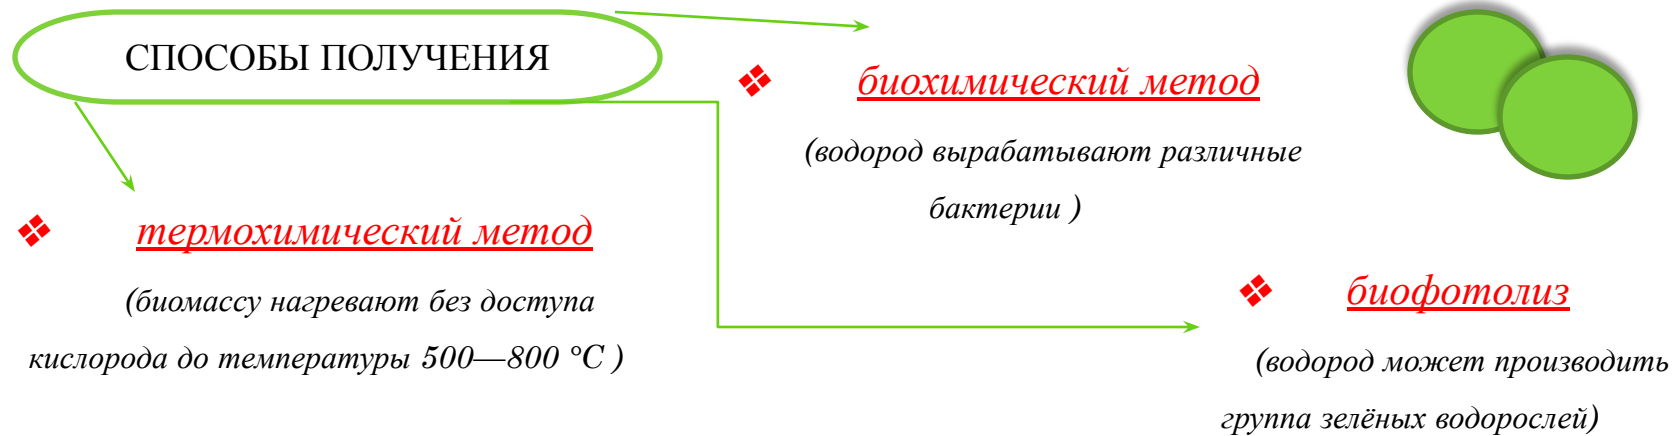 СПОСОБЫ ПОЛУЧЕНИЯ
биохимический метод
(водород вырабатывают различные
бактерии )
термохимический метод
(биомассу нагревают без доступа
кислорода до температуры 500—800 °C )
биофотолиз
(водород может производить
группа зелёных водорослей)